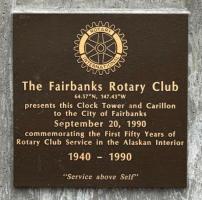 ROTARY
INTERNATIONAL
The Fairbanks Rotary Club
64.57°N, 147.43°W
presents this Clock Tower and Carillon
to the City of Fairbanks
September 20, 1990
commemorating the First Fifty Years of
Rotary Club Service in the Alaskan Interior
1940 – 1990
"Service above Self"